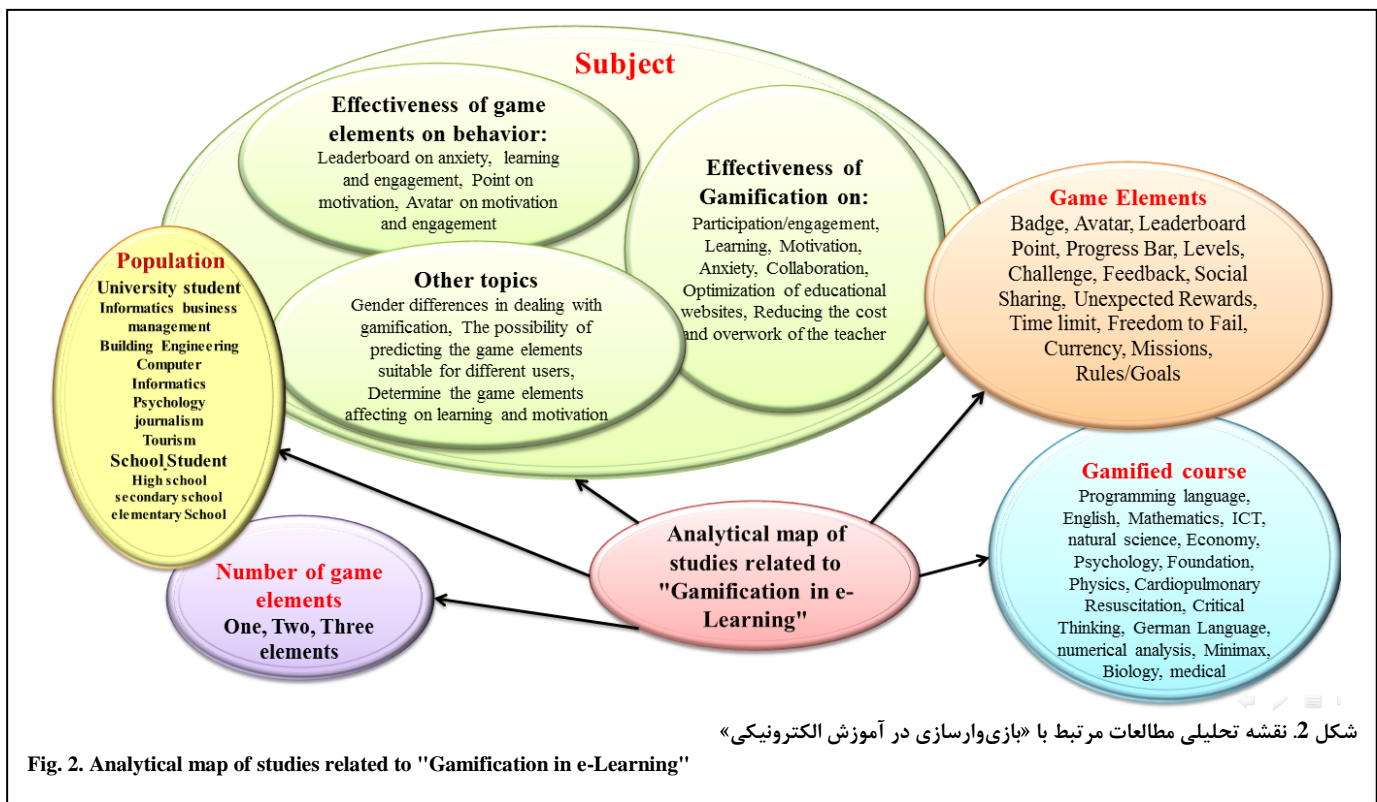 Subject
Effectiveness of game
elements on behavior:
Leaderboard on anxiety, learning
and engagement, Point on
motivation, Avatar on motivation
and engagement
Effectiveness of
Gamification on:
Participation/engagement,
Learning, Motivation,
Anxiety, Collaboration,
Optimization of educational
websites, Reducing the cost
and overwork of the teacher
Other topics
Gender differences in dealing with
gamification, The possibility of
predicting the game elements
suitable for different users,
Determine the game elements
affecting on learning and motivation
Game Elements
Badge, Avatar, Leaderboard
Point, Progress Bar, Levels,
Challenge, Feedback, Social
Sharing, Unexpected Rewards,
Time limit, Freedom to Fail,
Currency, Missions,
Rules/Goals
Population
University student
Informatics business
management
Building Engineering
Computer
Informatics
Psychology
journalism
Tourism
School Student
High school
secondary school
elementary School
Number of game
elements
One, Two, Three
elements
Analytical map of
studies related to
"Gamification in e-
Learning"
Gamified course
Programming language,
English, Mathematics, ICT,
natural science, Economy,
Psychology, Foundation,
Physics, Cardiopulmonary
Resuscitation, Critical
Thinking, German Language,
numerical analysis, Minimax,
Biology, medical
شکل 2. نقشه تحلیلی مطالعات مرتبط با «بازی‌وارسازی در آموزش الکترونیکی»
Fig. 2. Analytical map of studies related to "Gamification in e-Learning"